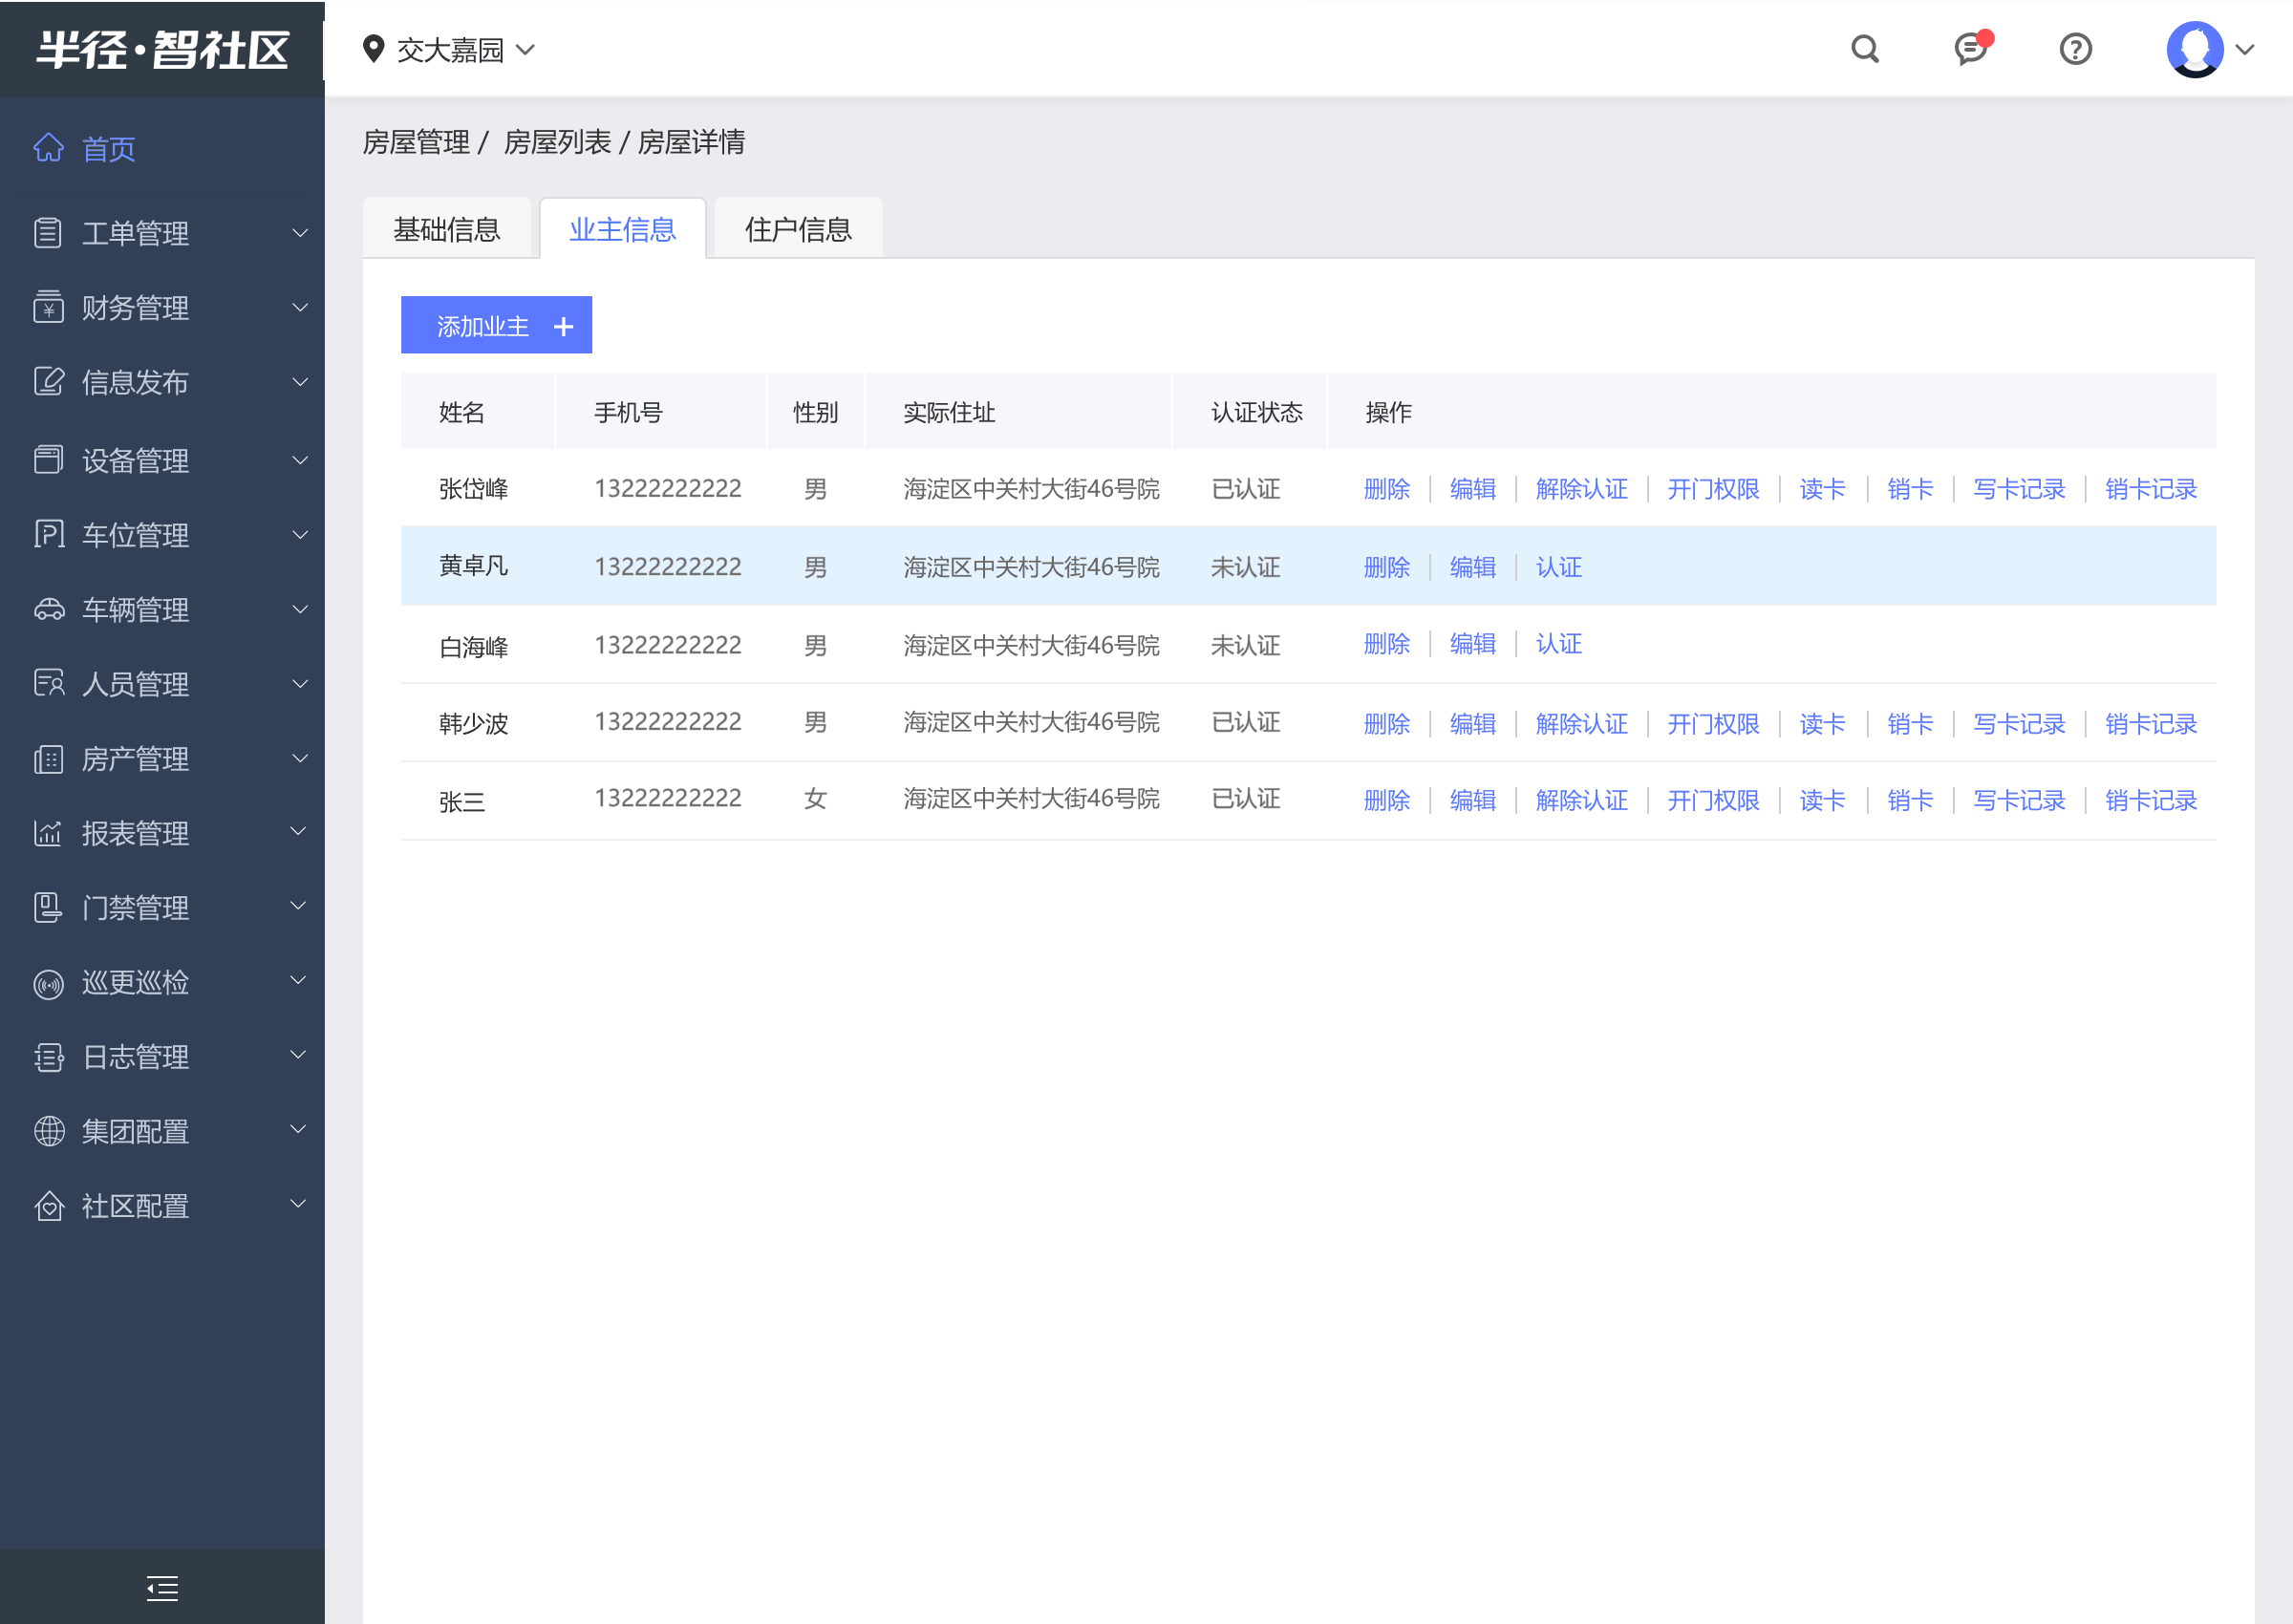 半径·智社区
交大嘉园
首页
工单管理
财务管理
信息发布
设备管理
车位管理
车辆管理
人员管理
房产管理
报表管理
门禁管理
巡更巡检
日志管理
集团配置
社区配置
房屋管理 / 房屋列表 / 房屋详情
基础信息 业主信息 住户信息
添加业主 +
姓名 手机号 性别 实际住址 认证状态 操作
张岱峰 13222222222 男 海淀区中关村大街46号院 已认证 删除 编辑 解除认证 开门权限 读卡 销卡 写卡记录 销卡记录
黄卓凡 13222222222 男 海淀区中关村大街46号院 未认证 删除 编辑 认证
白海峰 13222222222 男 海淀区中关村大街46号院 未认证 删除 编辑 认证
韩少波 13222222222 男 海淀区中关村大街46号院 已认证 删除 编辑 解除认证 开门权限 读卡 销卡 写卡记录 销卡记录
张三 13222222222 女 海淀区中关村大街46号院 已认证 删除 编辑 解除认证 开门权限 读卡 销卡 写卡记录 销卡记录